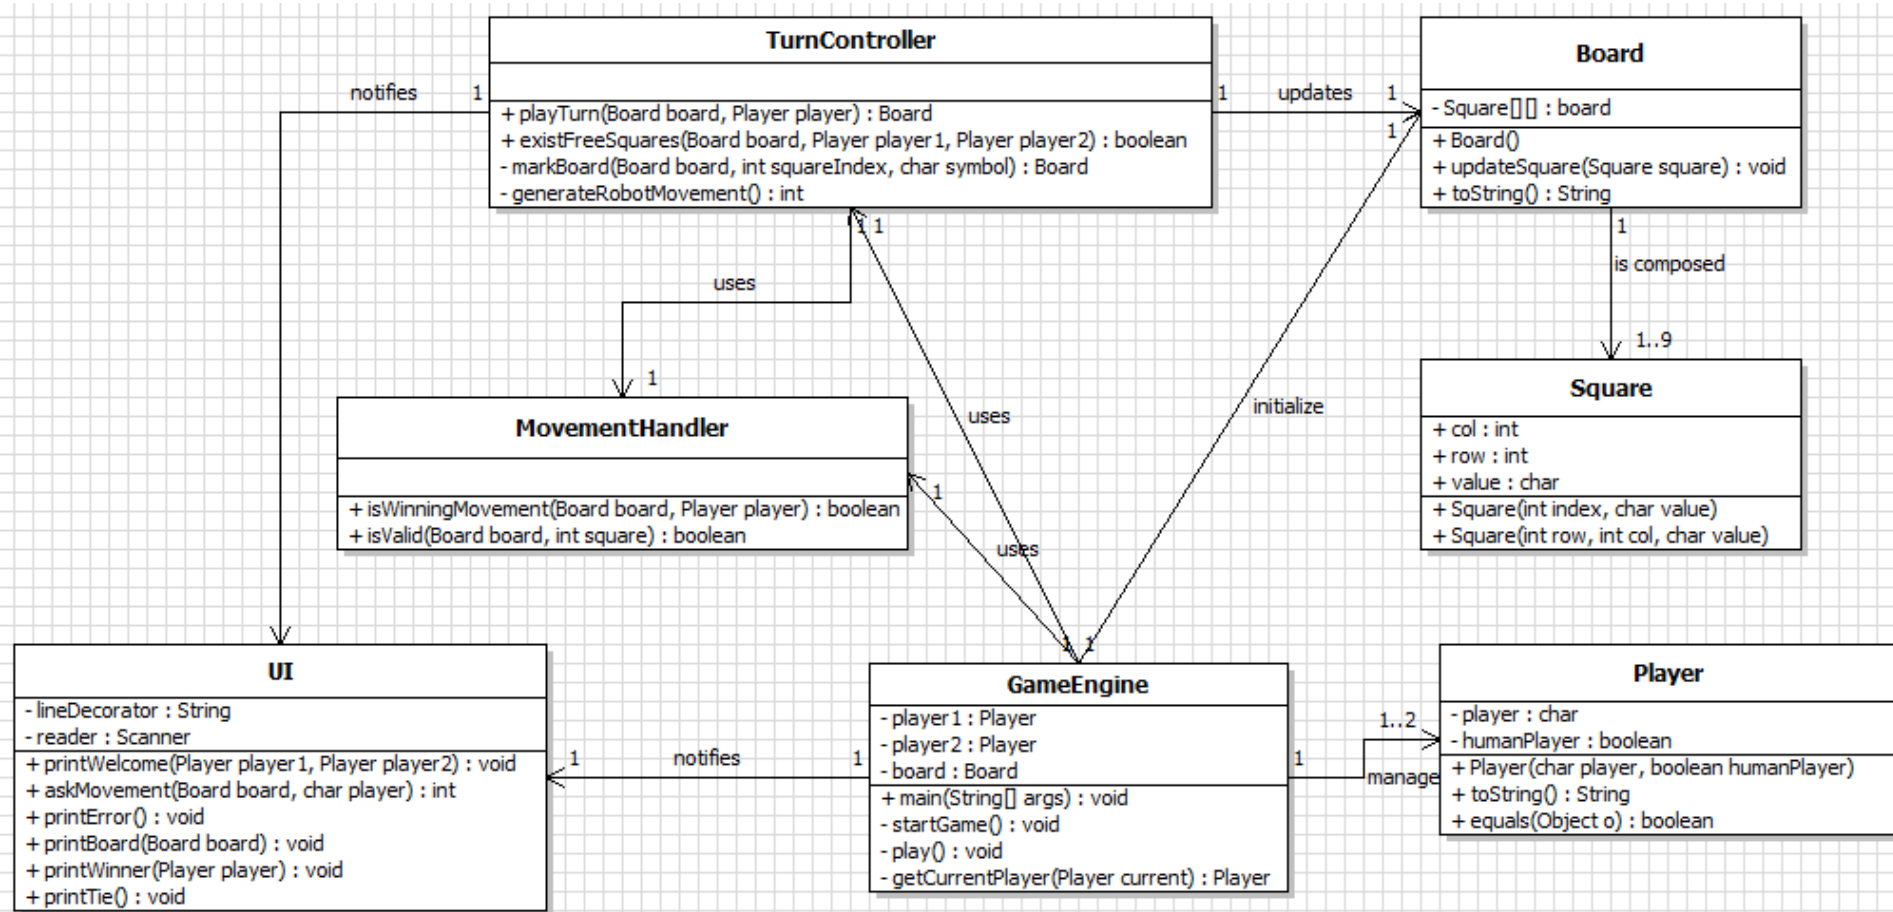 TurnController
+ playTurn(Board board, Player player) : Board
+ existFreeSquares(Board board, Player player1, Player player2) : boolean
- markBoard(Board board, int squareIndex, char symbol) : Board
- generateRobotMovement() : int
notifies
1
1
updates
1
1
Board
- Square[][] : board
+ Board()
+ updateSquare(Square square) : void
+ toString() : String
1
is composed
1..9
1 1
uses
1
uses
initialize
Square
+ col : int
+ row : int
+ value : char
+ Square(int index, char value)
+ Square(int row, int col, char value)
MovementHandler
+ isWinningMovement(Board board, Player player) : boolean
+ isValid(Board board, int square) : boolean
1
uses
1 1
UI
- lineDecorator : String
- reader : Scanner
+ printWelcome(Player player1, Player player2) : void
+ askMovement(Board board, char player) : int
+ printError() : void
+ printBoard(Board board) : void
+ printWinner(Player player) : void
+ printTie() : void
1
notifies
1
GameEngine
- player1 : Player
- player2 : Player
- board : Board
+ main(String[] args) : void
- startGame() : void
- play() : void
- getCurrentPlayer(Player current) : Player
1
1..2
manage
Player
- player : char
- humanPlayer : boolean
+ Player(char player, boolean humanPlayer)
+ toString() : String
+ equals(Object o) : boolean